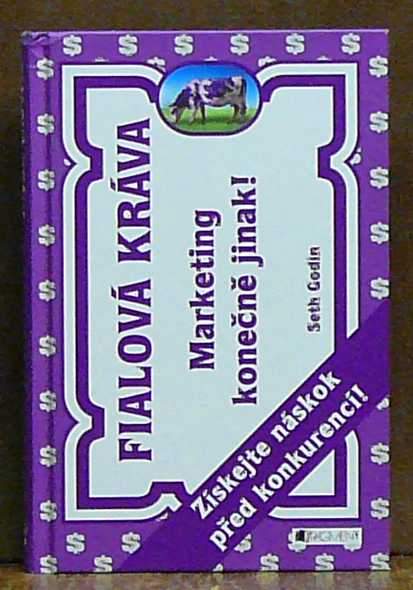 FIALOVÁ KRÁVA
Marketing
konečně jinak!
Seth Godin
Získejte náskok
před konkurencí!
FRAGMENT